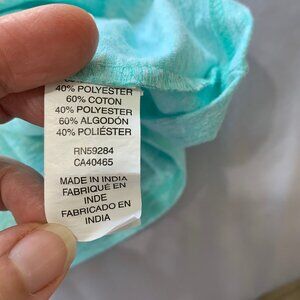 40% POLYESTER
60% COTON
40% POLYESTER
60% ALGODÓN
40% POLIÉSTER
RN59284
CA40465
MADE IN INDIA
FABRIQUÉ EN
INDE
FABRICADO EN
INDIA